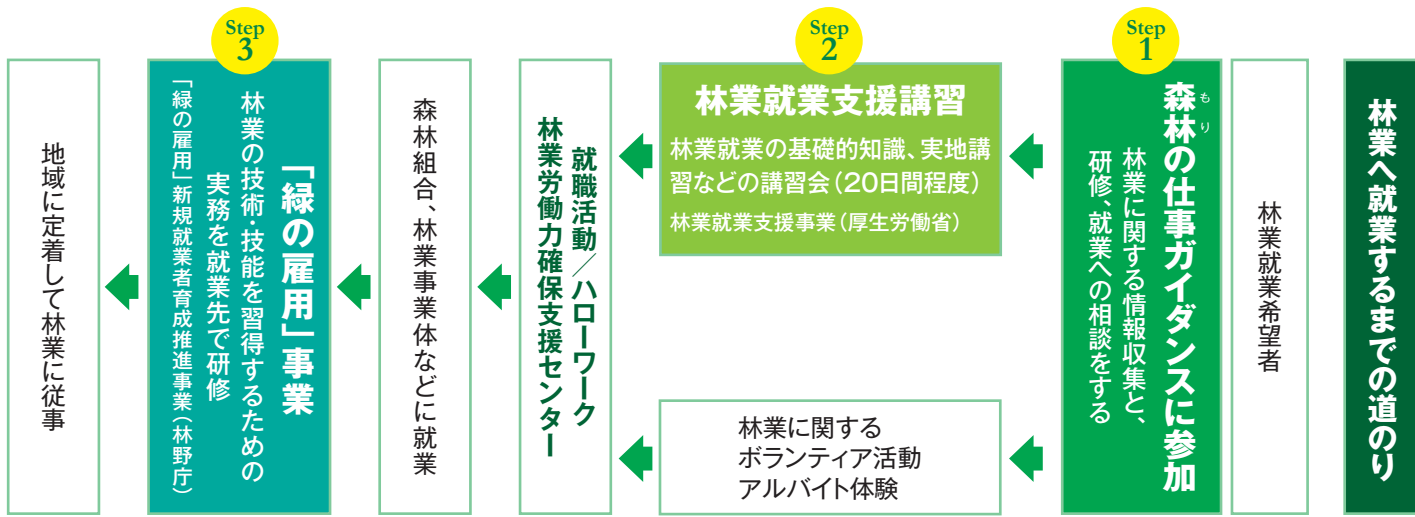 林業へ就業するまでの道のり
林業就業希望者
Step
1
森林の仕事ガイダンスに参加
もり
林業に関する情報収集と、
研修、就業への相談をする
Step
2
林業就業支援講習
林業就業の基礎的知識、実地講
習などの講習会（20日間程度）
林業就業支援事業（厚生労働省）
林業に関する
ボランティア活動
アルバイト体験
就職活動／ハローワーク
林業労働力確保支援センター
森林組合、林業事業体などに就業
Step
3
「緑の雇用」事業
林業の技術・技能を習得するための
実務を就業先で研修
「緑の雇用」新規就業者育成推進事業（林野庁）
地域に定着して林業に従事